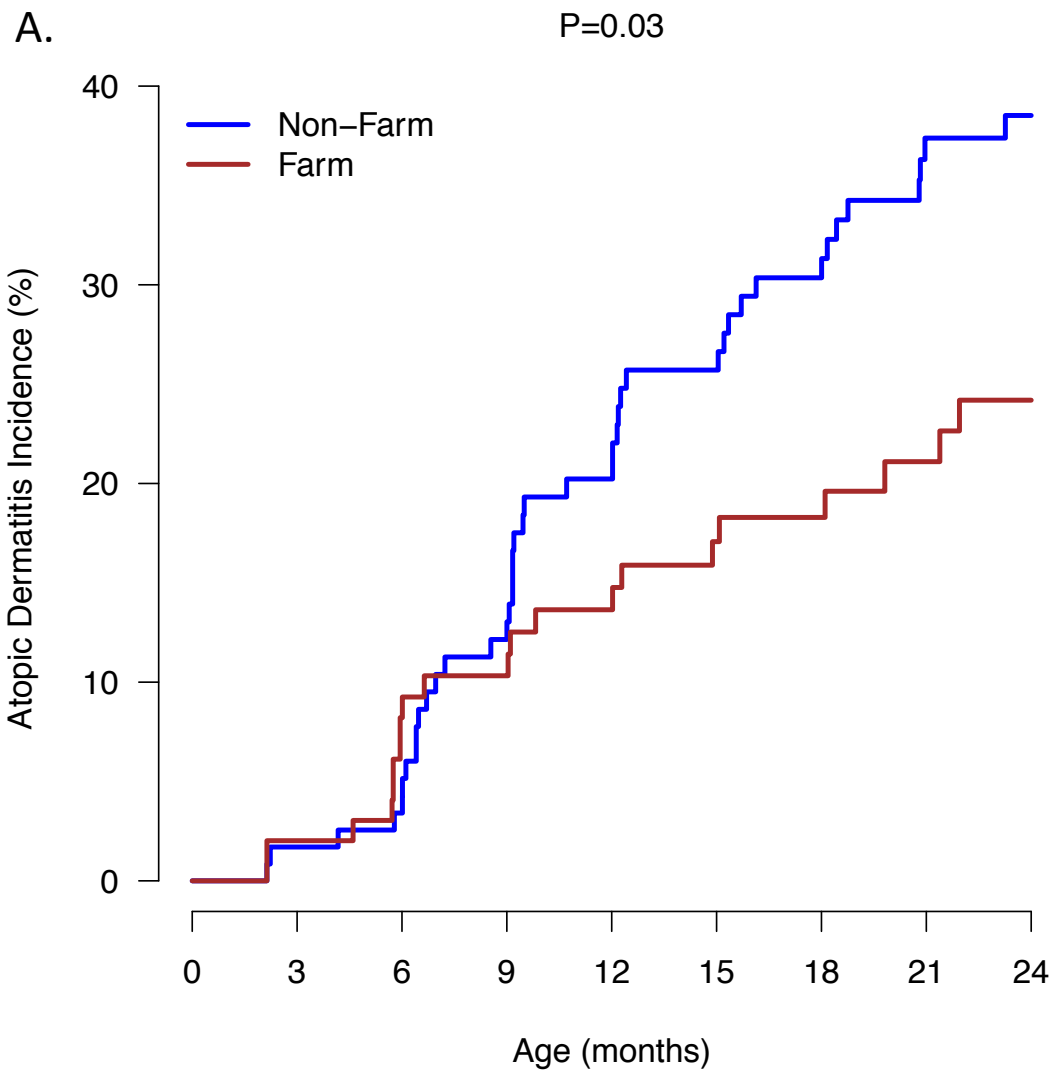 A.
P=0.03
40
30
20
10
0
Non−Farm
Farm
Atopic Dermatitis Incidence (%)
0 3 6 9 12 15 18 21 24
Age (months)